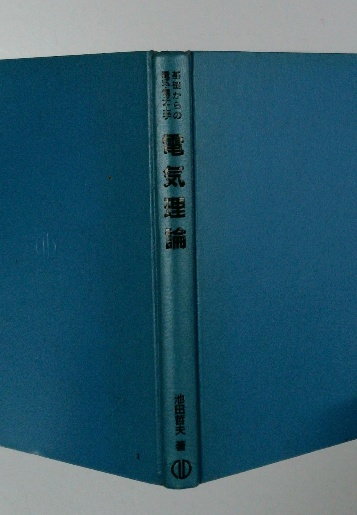 基礎からの
電気理論
池田哲夫 著